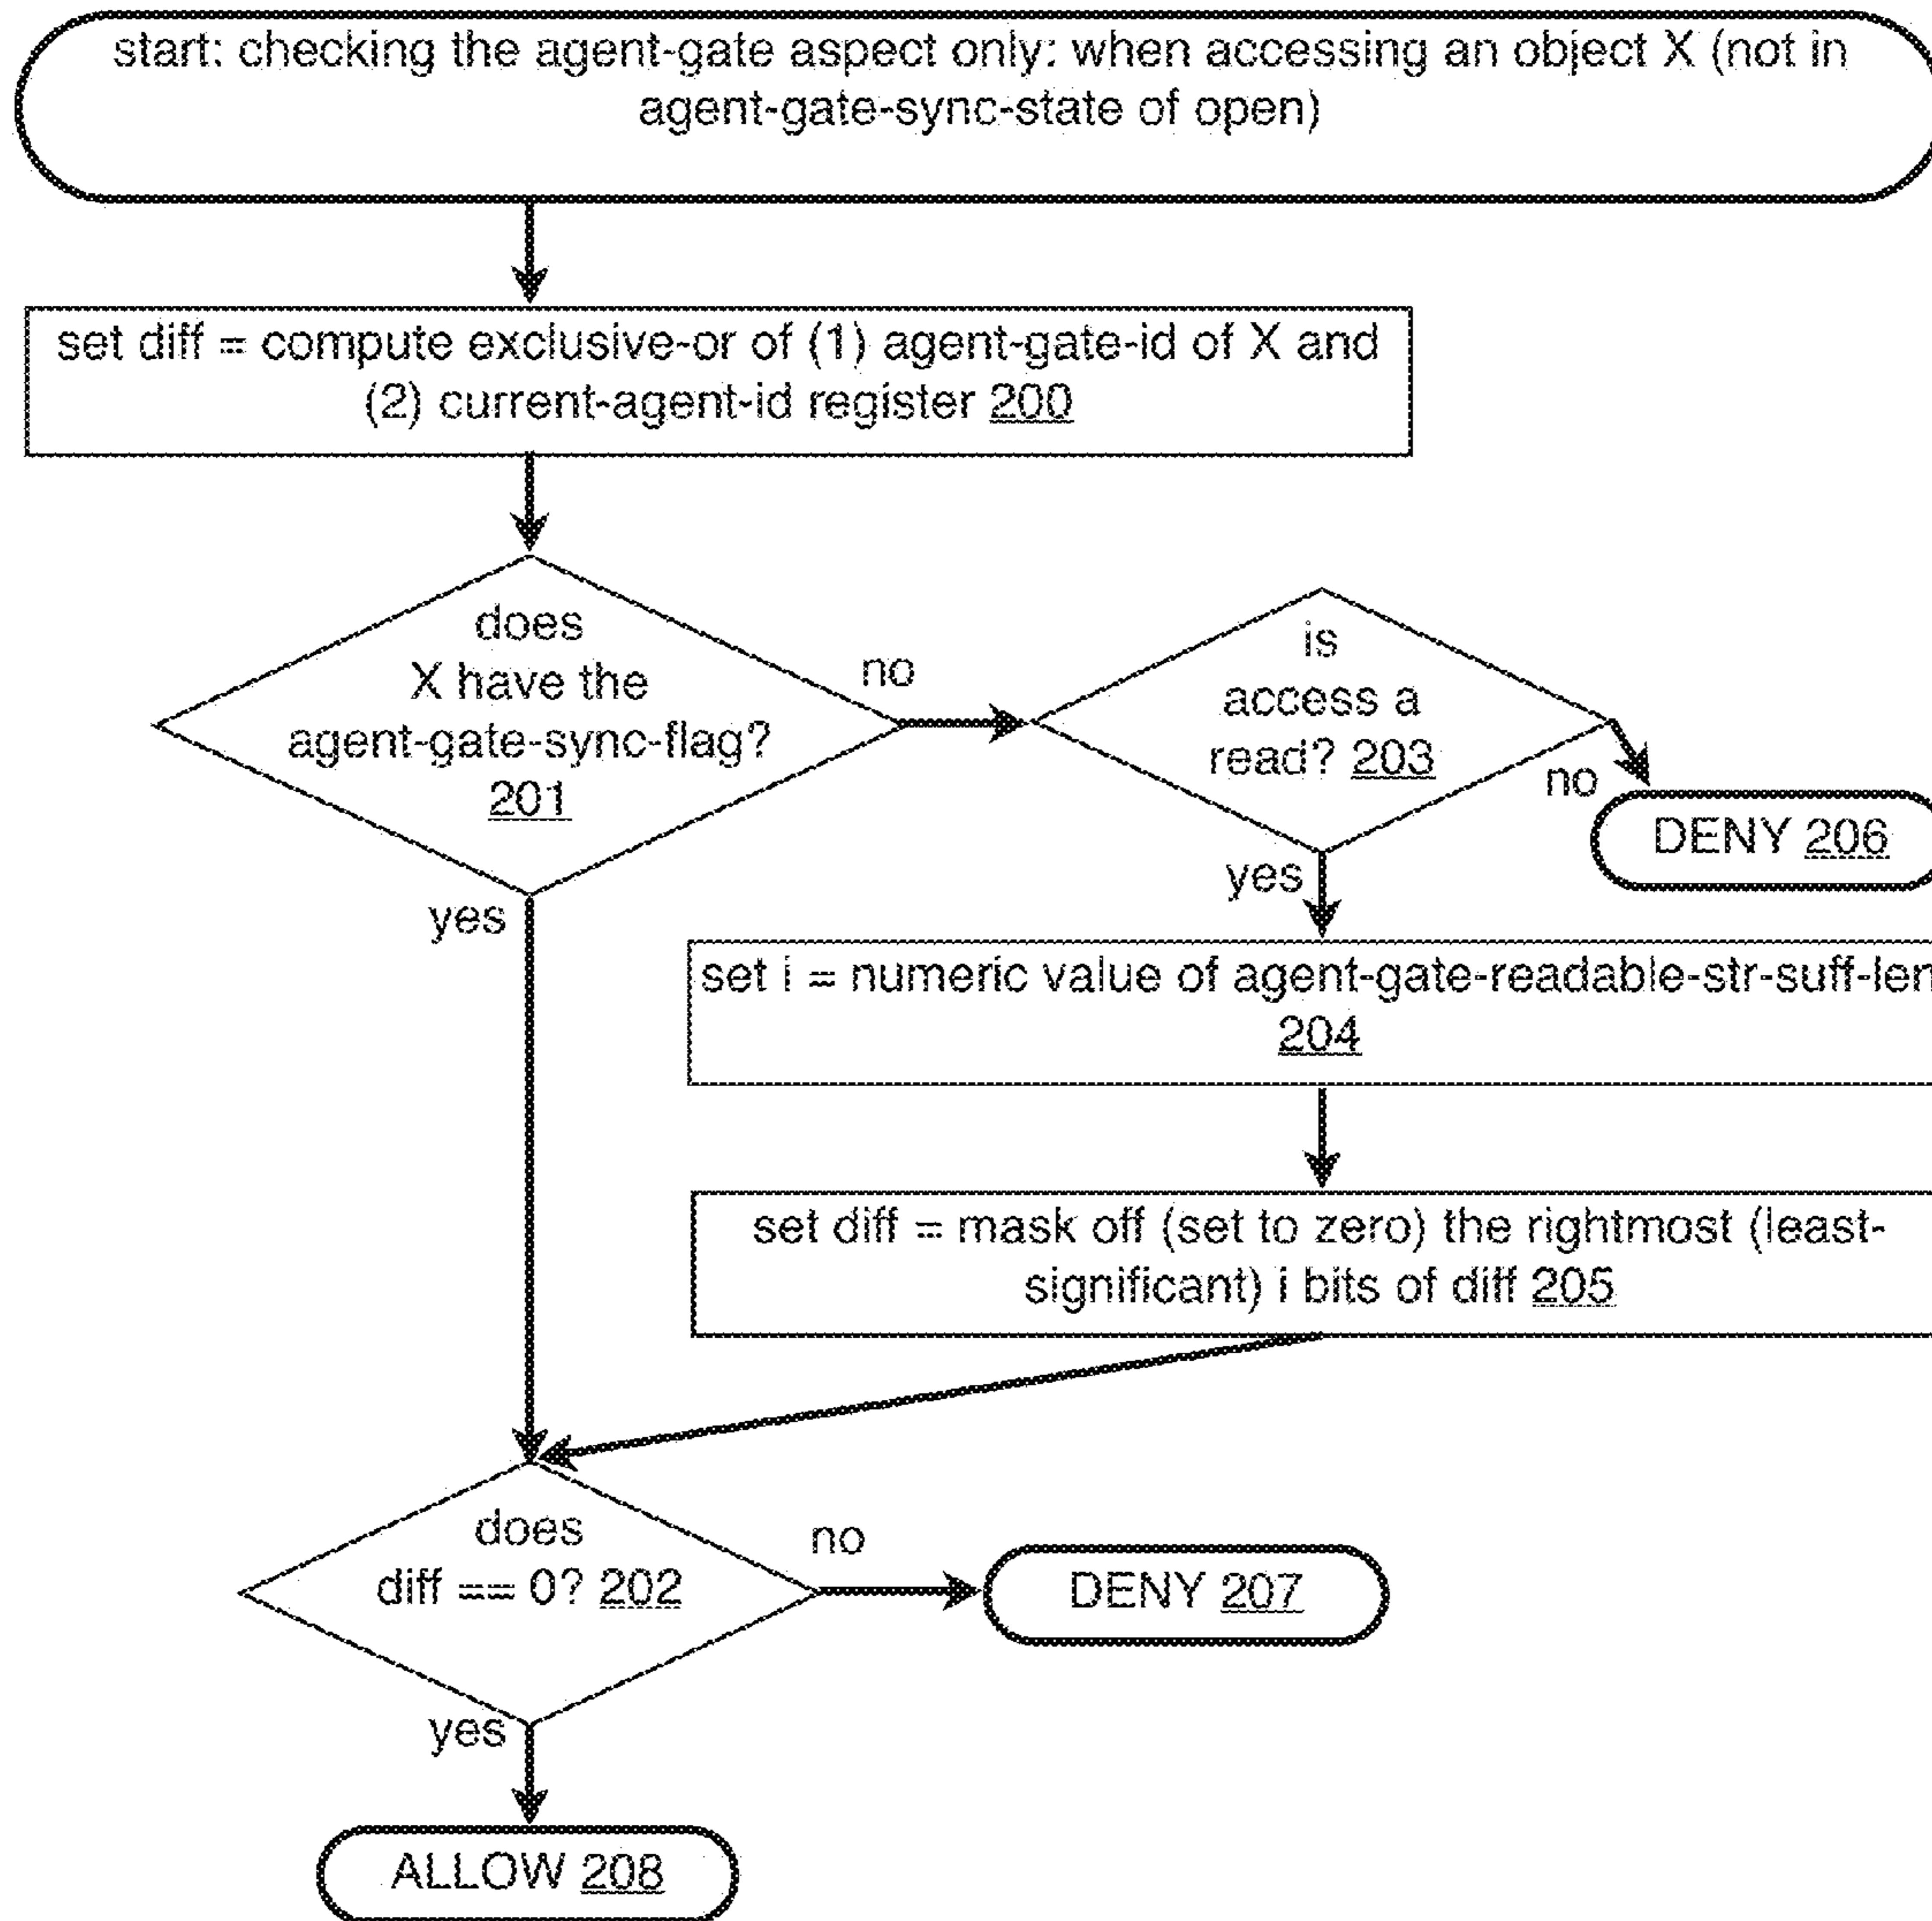 start: checking the agent-gate aspect only: when accessing an object X (not in
agent-gate-sync-state of open)
set diff = compute exclusive-or of (1) agent-gate-id of X and
(2) current-agent-id register 200
does
X have the
agent-gate-sync-flag?
201
no
is
access a
read? 203
no
DENY 206
yes
yes
set i = numeric value of agent-gate-readable-str-suff-len
204
set diff = mask off (set to zero) the rightmost (least-
significant) i bits of diff 205
does
diff == 0? 202
no
DENY 207
yes
ALLOW 208